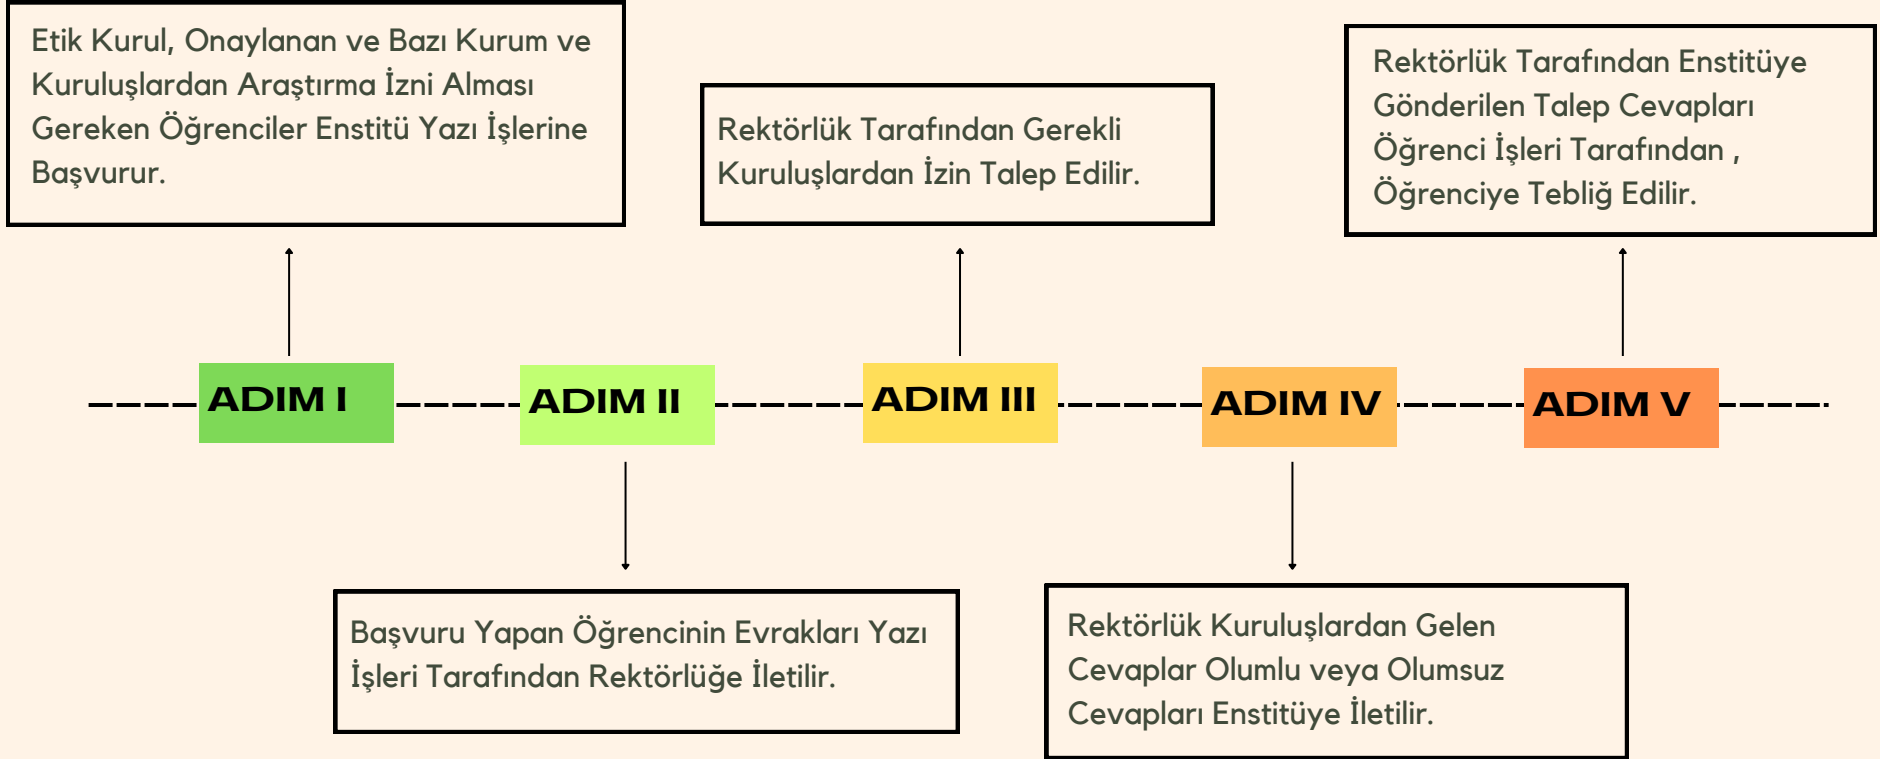 Etik Kurul, Onaylanan ve Bazı Kurum ve
Kuruluşlardan Araştırma İzni Alması
Gereken Öğrenciler Enstitü Yazı İşlerine
Başvurur.
Rektörlük Tarafından Gerekli
Kuruluşlardan İzin Talep Edilir.
Rektörlük Tarafından Enstitüye
Gönderilen Talep Cevapları
Öğrenci İşleri Tarafından ,
Öğrenciye Tebliğ Edilir.
ADIM I
ADIM II
ADIM III
ADIM IV
ADIM V
Başvuru Yapan Öğrencinin Evrakları Yazı
İşleri Tarafından Rektörlüğe İletilir.
Rektörlük Kuruluşlardan Gelen
Cevaplar Olumlu veya Olumsuz
Cevapları Enstitüye İletilir.